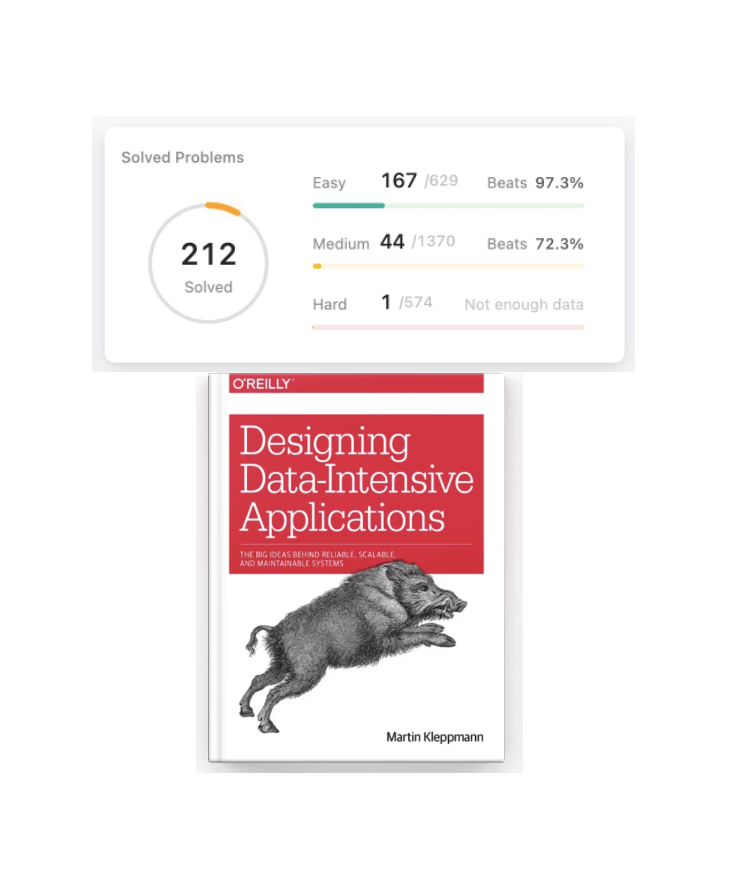 Solved Problems
212
Solved
Easy 167 /629 Beats 97.3%
Medium 44 /1370 Beats 72.3%
Hard 1 /574 Not enough data
O'REILLY®
Designing
Data-Intensive
Applications
THE BIG IDEAS BEHIND RELIABLE, SCALABLE,
AND MAINTAINABLE SYSTEMS
Martin Kleppmann